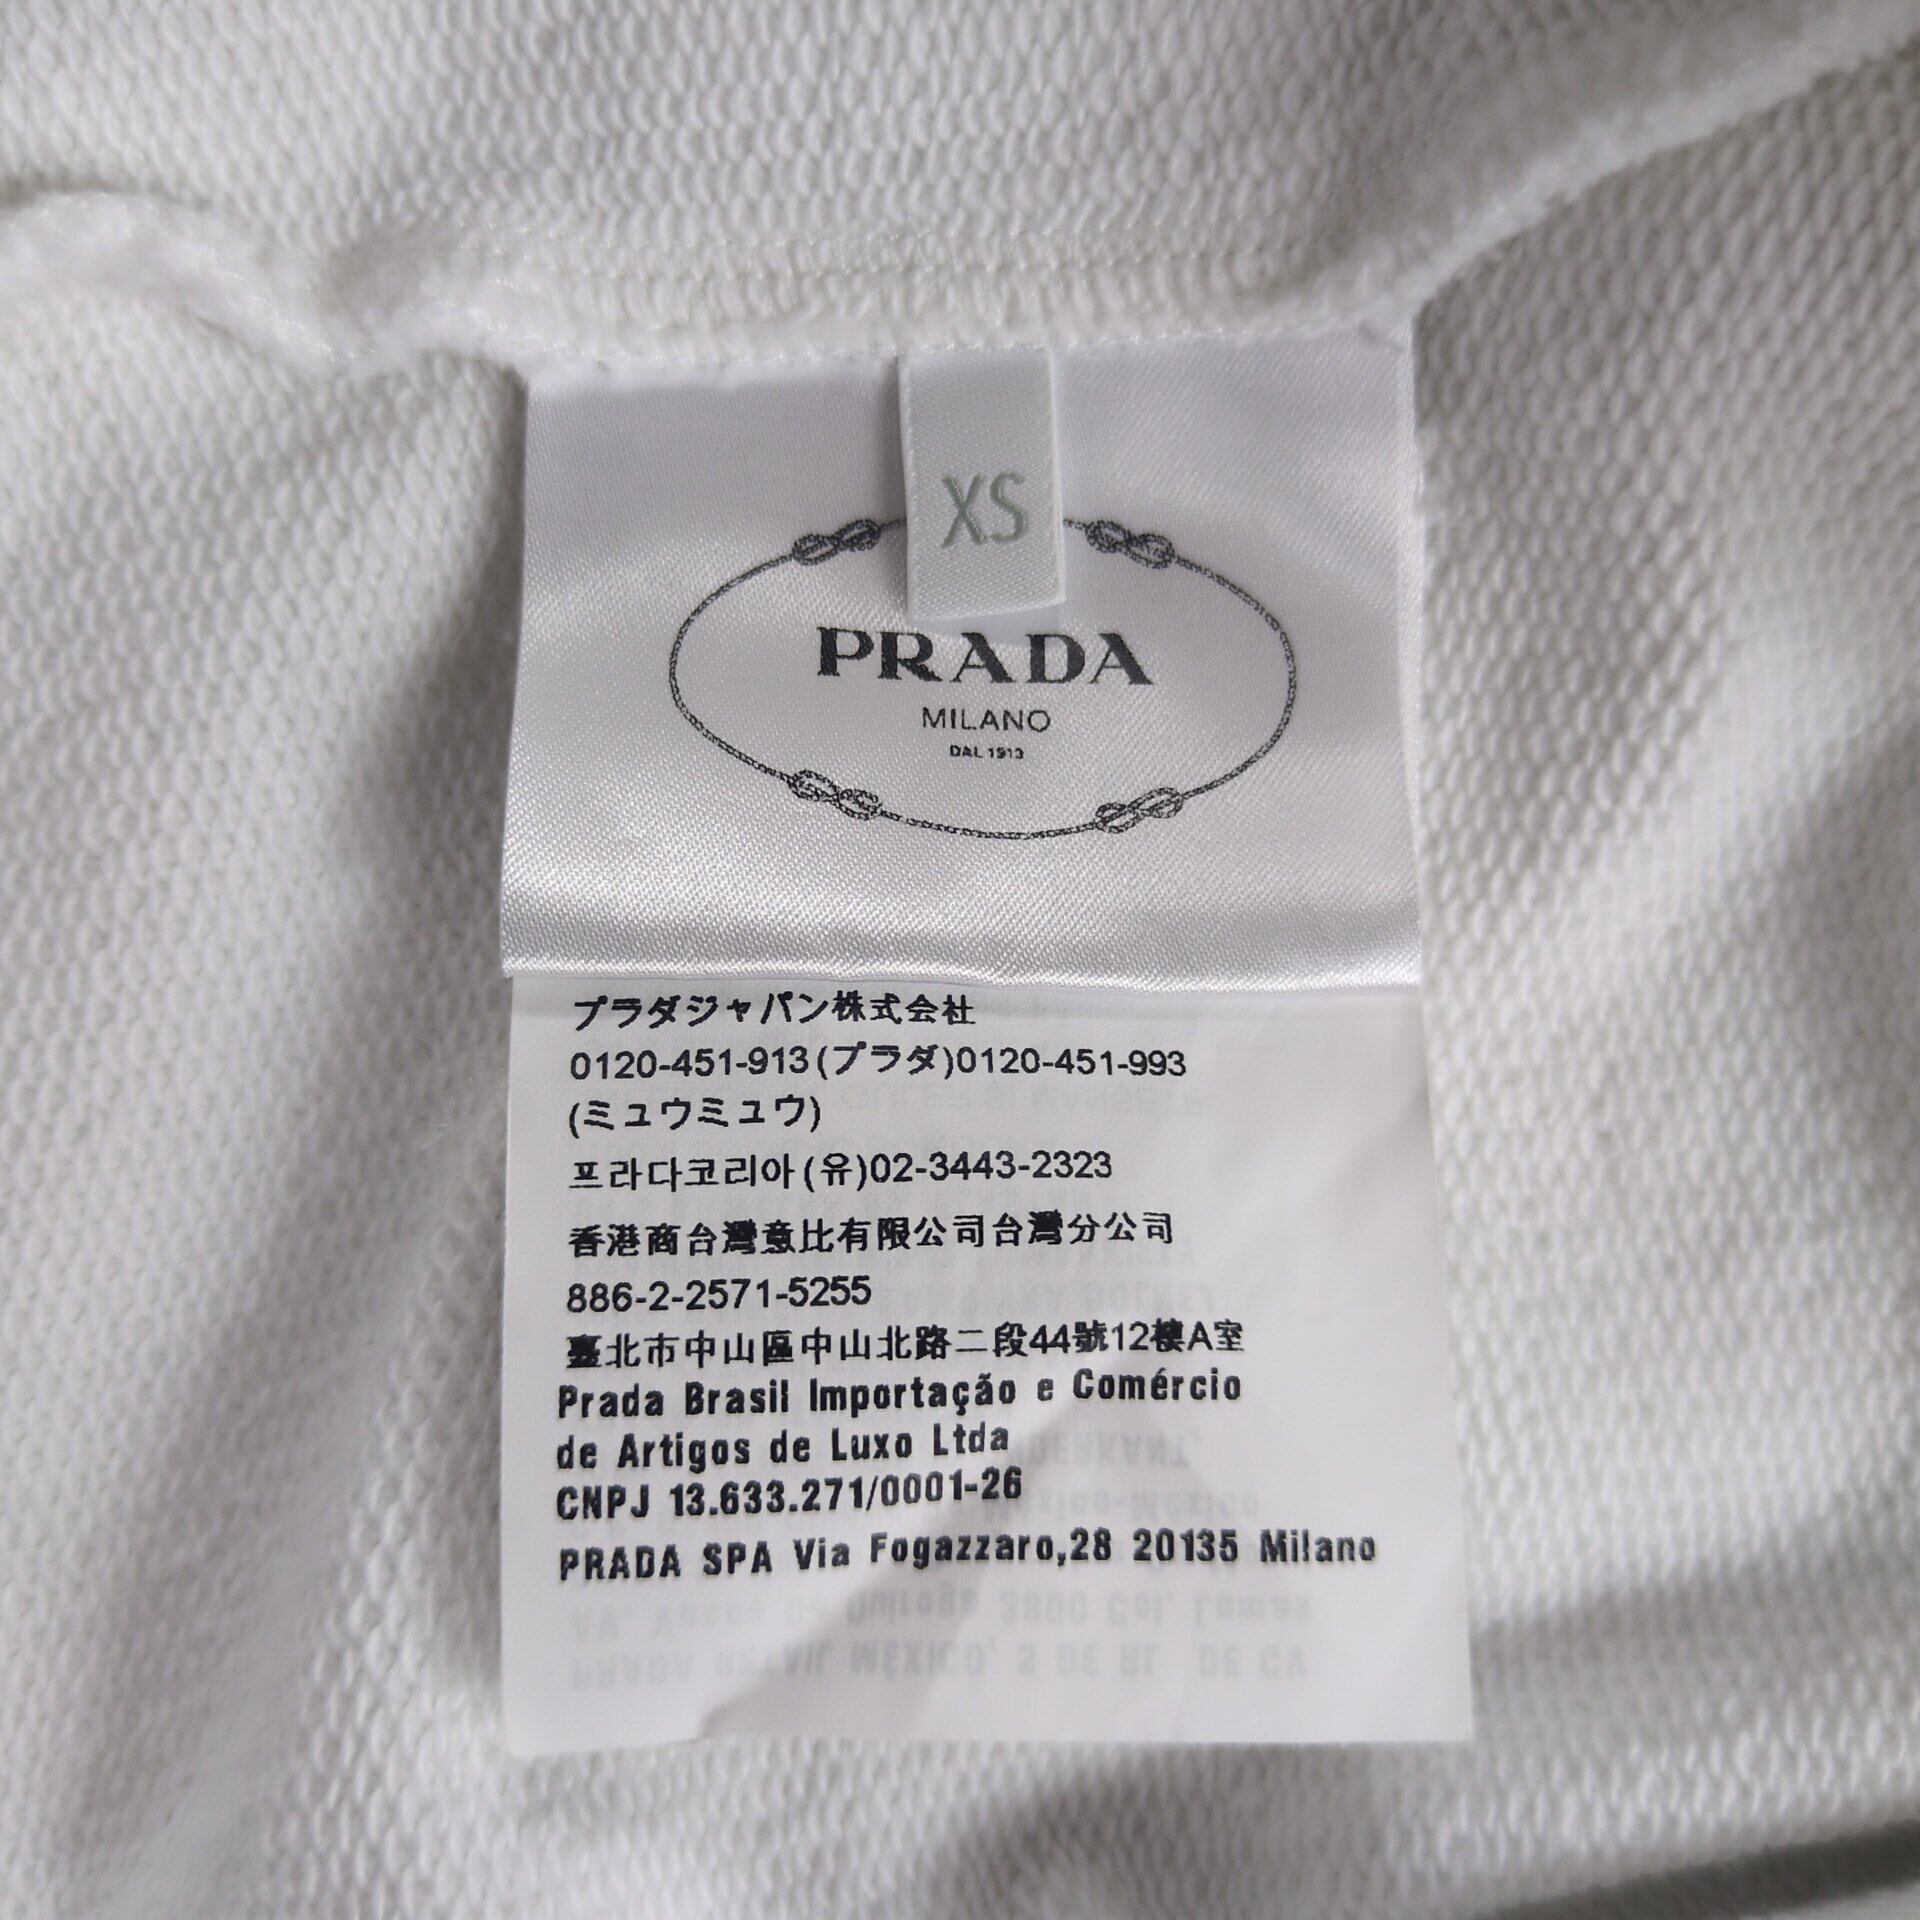 XS
PRADA
MILANO
DAL 1913
プラダジャパン株式会社
0120-451-913(プラダ)0120-451-993
(ミュウミュウ)
프라다코리아(유)02-3443-2323
香港商台灣意比有限公司台灣分公司
886-2-2571-5255
臺北市中山區中山北路二段44號12樓A室
Prada Brasil Importação e Comércio
de Artigos de Luxo Ltda
CNPJ 13.633.271/0001-26
PRADA SPA Via Fogazzaro,28 20135 Milano